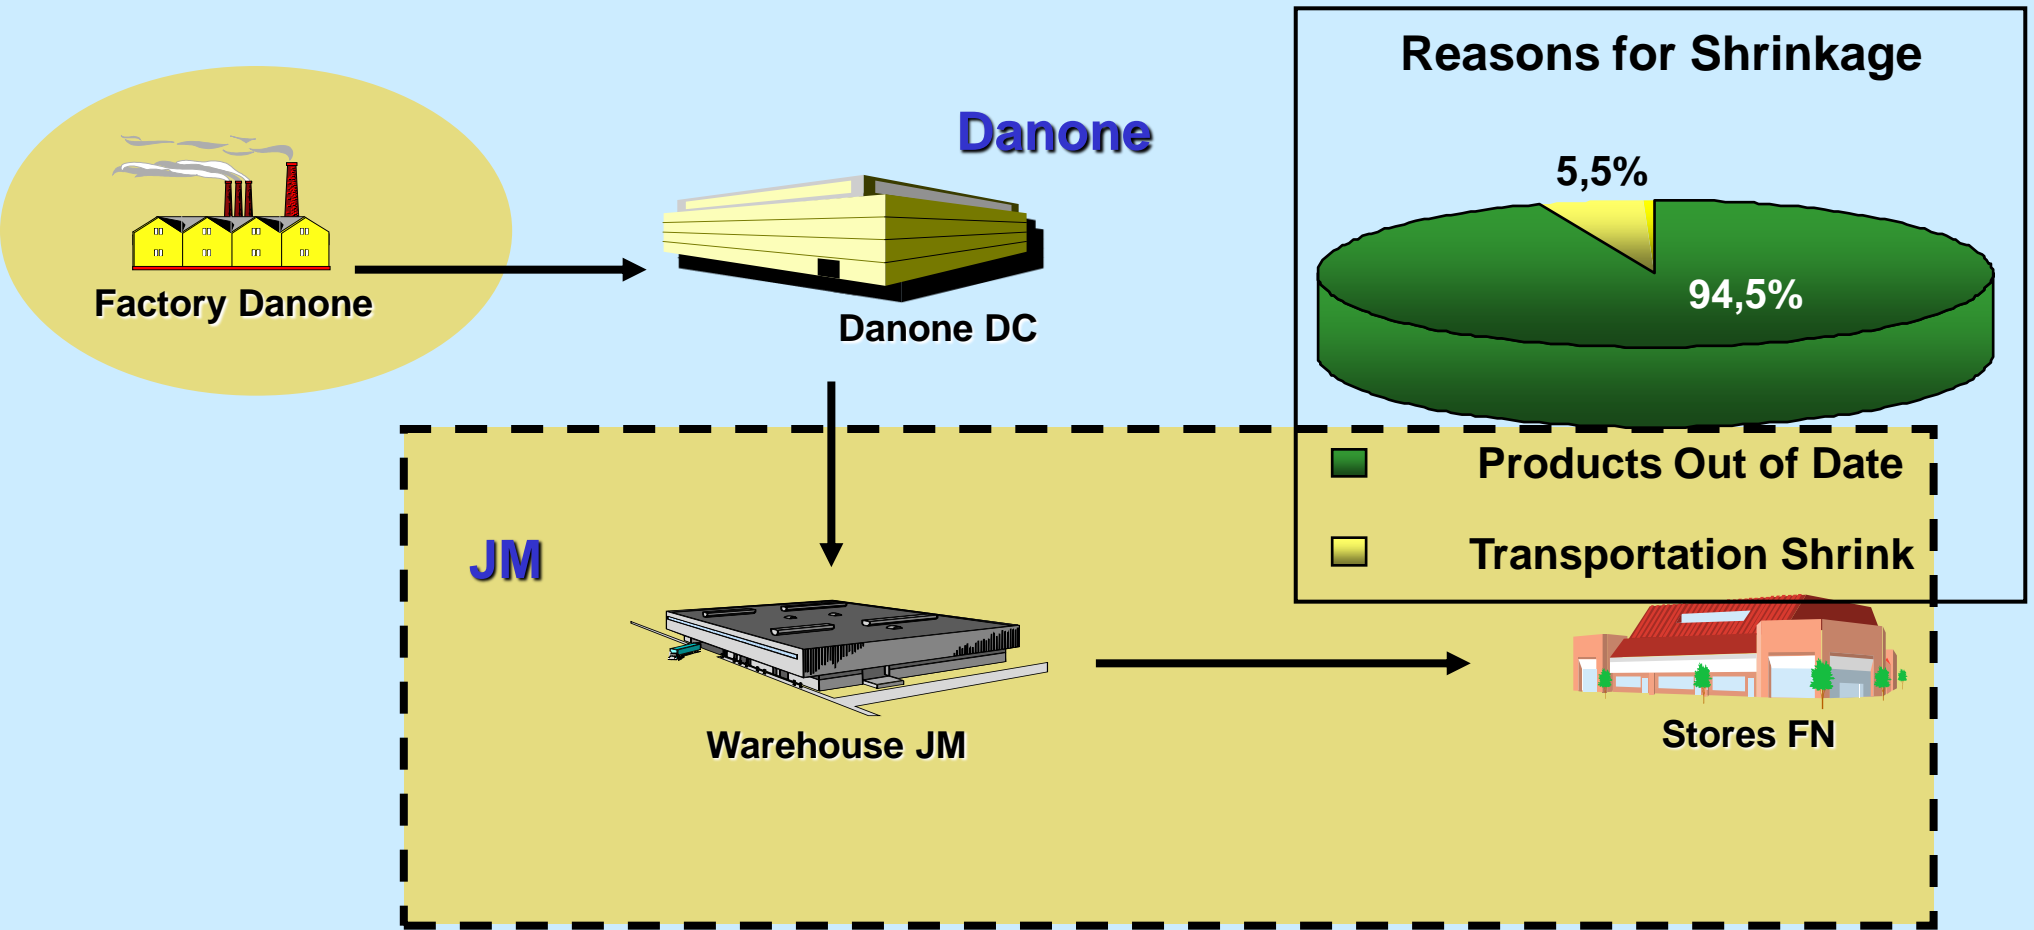 Reasons for Shrinkage
Danone
5,5%
94,5%
Factory Danone
Danone DC
Products Out of Date
JM
Transportation Shrink
Warehouse JM
Stores FN